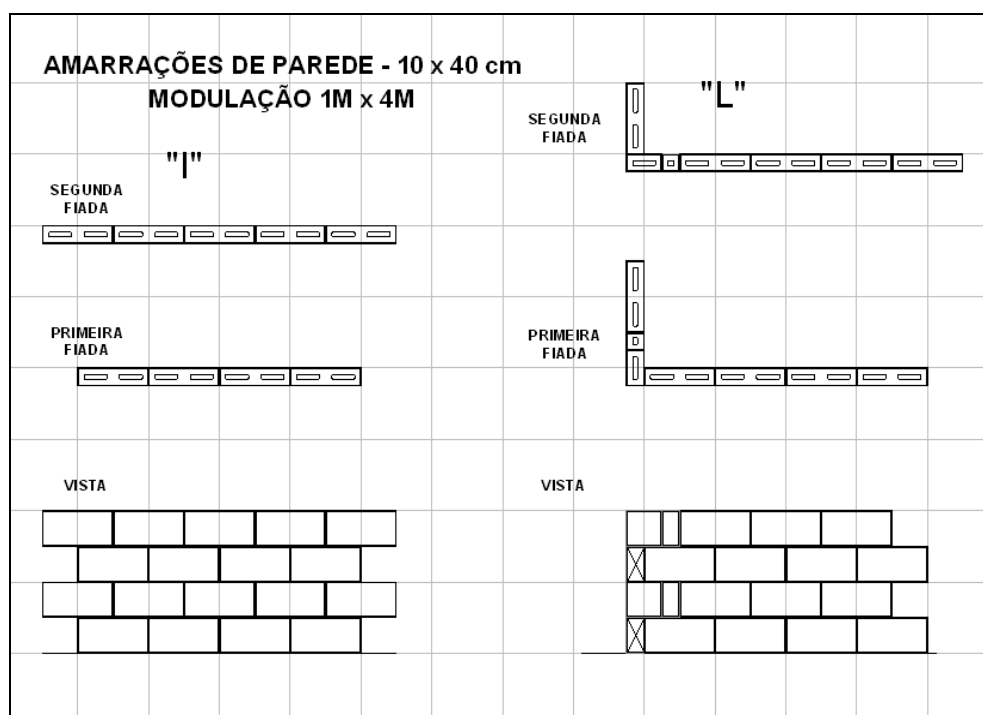 AMARRAÇÕES DE PAREDE - 10 x 40 cm
MODULAÇÃO 1M x 4M
"I"
SEGUNDA
FIADA
PRIMEIRA
FIADA
VISTA
"L"
SEGUNDA
FIADA
PRIMEIRA
FIADA
VISTA